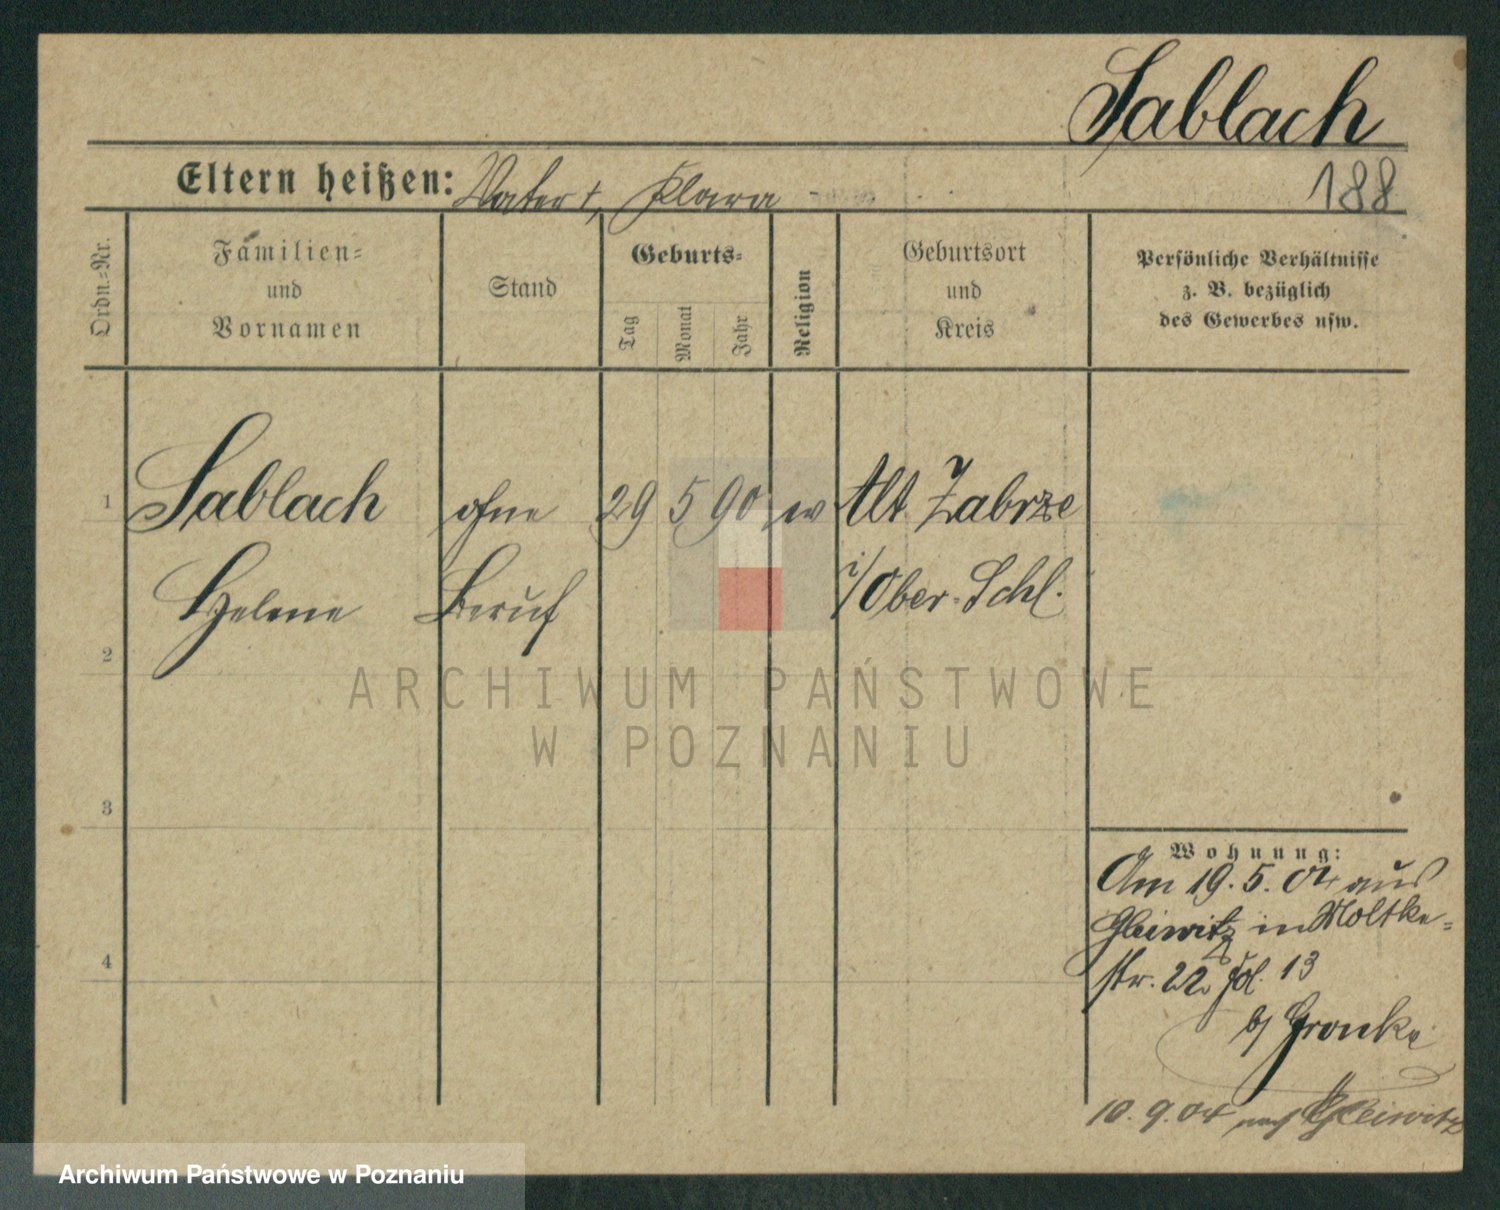 Sablach
Eltern heißen: Vater †, Klara
188
Ordn.-Nr.
Familien-
und
Vornamen
Stand
Geburts-
Tag
Monat
Jahr
Religion
Geburtsort
und
Kreis
Persönliche Verhältnisse
z. B. bezüglich
des Gewerbes usw.
1 Sablach ohne 29 5 90 Alt Zabrze
Helene Beruf i/Ober-Schl.
2
3
4
Wohnung:
Am 19.5.04 aus
Gleiwitz in Moltke-
str. 22 13
b/ Gronke
10.9.04 nach Gleiwitz
ARCHIWUM PAŃSTWOWE
W POZNANIU
Archiwum Państwowe w Poznaniu